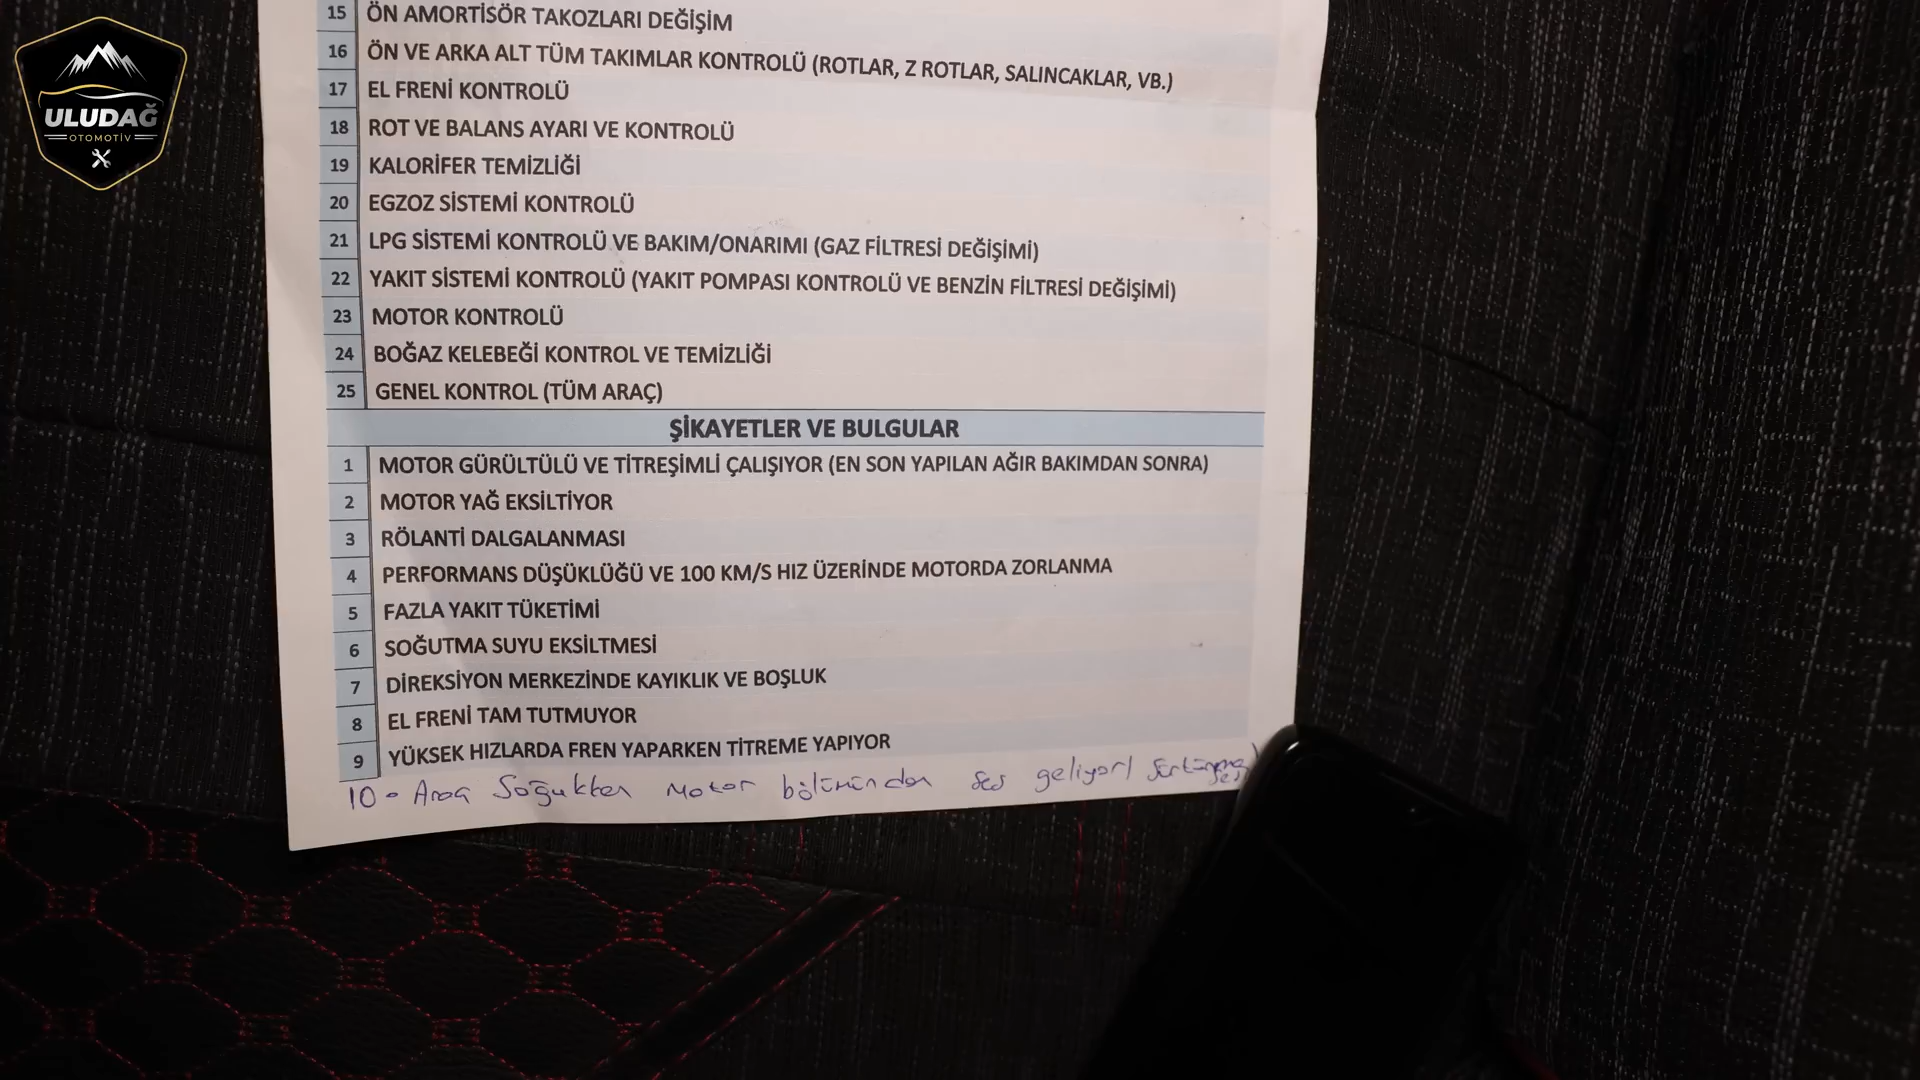 ULUDAĞ
OTOMOTİV
15 ÖN AMORTİSÖR TAKOZLARI DEĞİŞİM
16 ÖN VE ARKA ALT TÜM TAKIMLAR KONTROLÜ (ROTLAR, Z ROTLAR, SALINCAKLAR, VB.)
17 EL FRENİ KONTROLÜ
18 ROT VE BALANS AYARI VE KONTROLÜ
19 KALORİFER TEMİZLİĞİ
20 EGZOZ SİSTEMİ KONTROLÜ
21 LPG SİSTEMİ KONTROLÜ VE BAKIM/ONARIMI (GAZ FİLTRESİ DEĞİŞİMİ)
22 YAKIT SİSTEMİ KONTROLÜ (YAKIT POMPASI KONTROLÜ VE BENZİN FİLTRESİ DEĞİŞİMİ)
23 MOTOR KONTROLÜ
24 BOĞAZ KELEBEĞİ KONTROL VE TEMİZLİĞİ
25 GENEL KONTROL (TÜM ARAÇ)
ŞİKAYETLER VE BULGULAR
1 MOTOR GÜRÜLTÜLÜ VE TİTREŞİMLİ ÇALIŞIYOR (EN SON YAPILAN AĞIR BAKIMDAN SONRA)
2 MOTOR YAĞ EKSİLTİYOR
3 RÖLANTİ DALGALANMASI
4 PERFORMANS DÜŞÜKLÜĞÜ VE 100 KM/S HIZ ÜZERİNDE MOTORDA ZORLANMA
5 FAZLA YAKIT TÜKETİMİ
6 SOĞUTMA SUYU EKSİLTMESİ
7 DİREKSİYON MERKEZİNDE KAYIKLIK VE BOŞLUK
8 EL FRENİ TAM TUTMUYOR
9 YÜKSEK HIZLARDA FREN YAPARKEN TİTREME YAPIYOR
10- Araç Soğukken Motor bölümünden ses geliyor